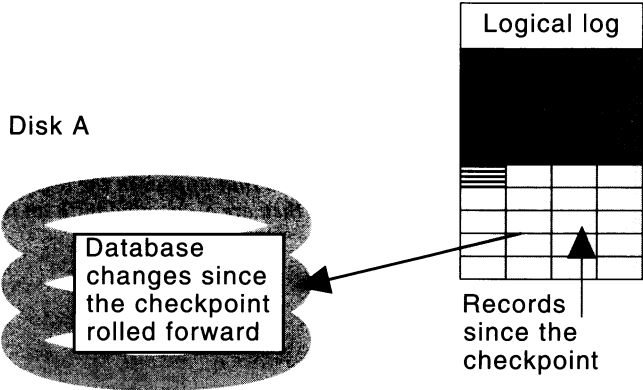 Logical log
Disk A
Database
changes since
the checkpoint
rolled forward
Records
since the
checkpoint